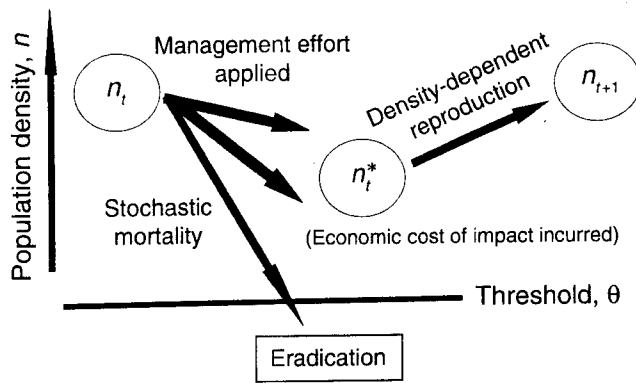 Population density, n
n_t
Management effort
applied
Density-dependent
reproduction
n_{t+1}
n_t^*
Stochastic
mortality
(Economic cost of impact incurred)
Threshold, θ
Eradication